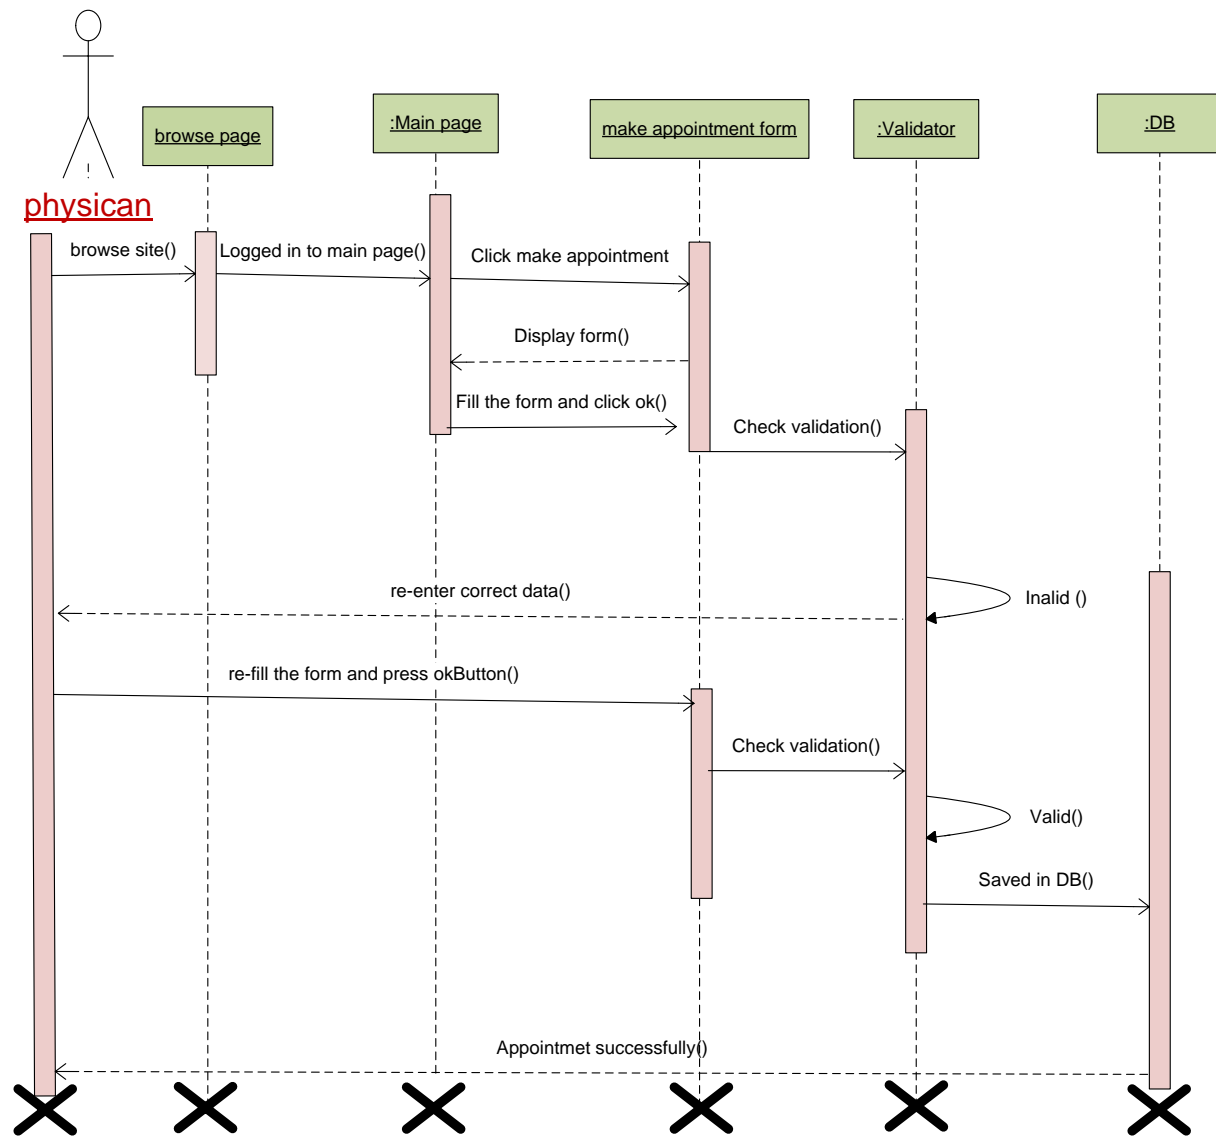 browse page
:Main page
make appointment form
:Validator
:DB
physican
browse site()
Logged in to main page()
Click make appointment
Display form()
Fill the form and click ok()
Check validation()
re-enter correct data()
Inalid ()
re-fill the form and press okButton()
Check validation()
Valid()
Saved in DB()
Appointmet successfully()